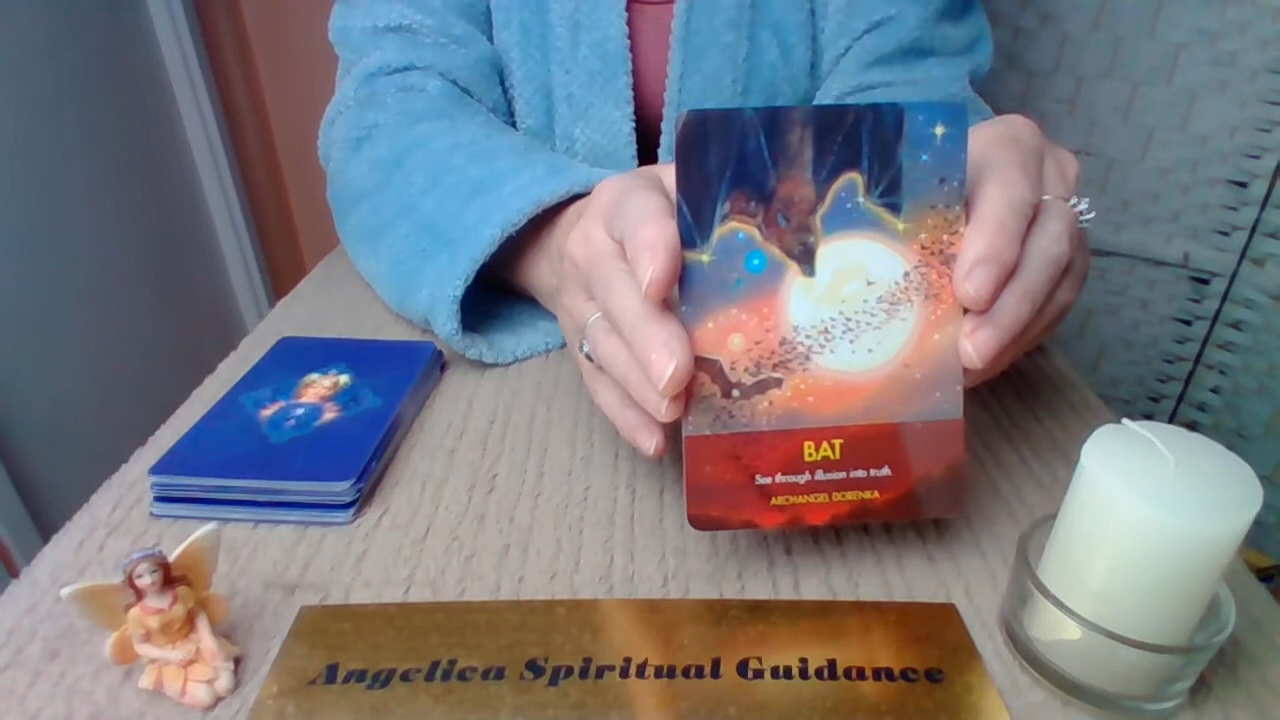 BAT
See through illusion into truth.
ARCHANGEL DORENKA
Angelica Spiritual Guidance